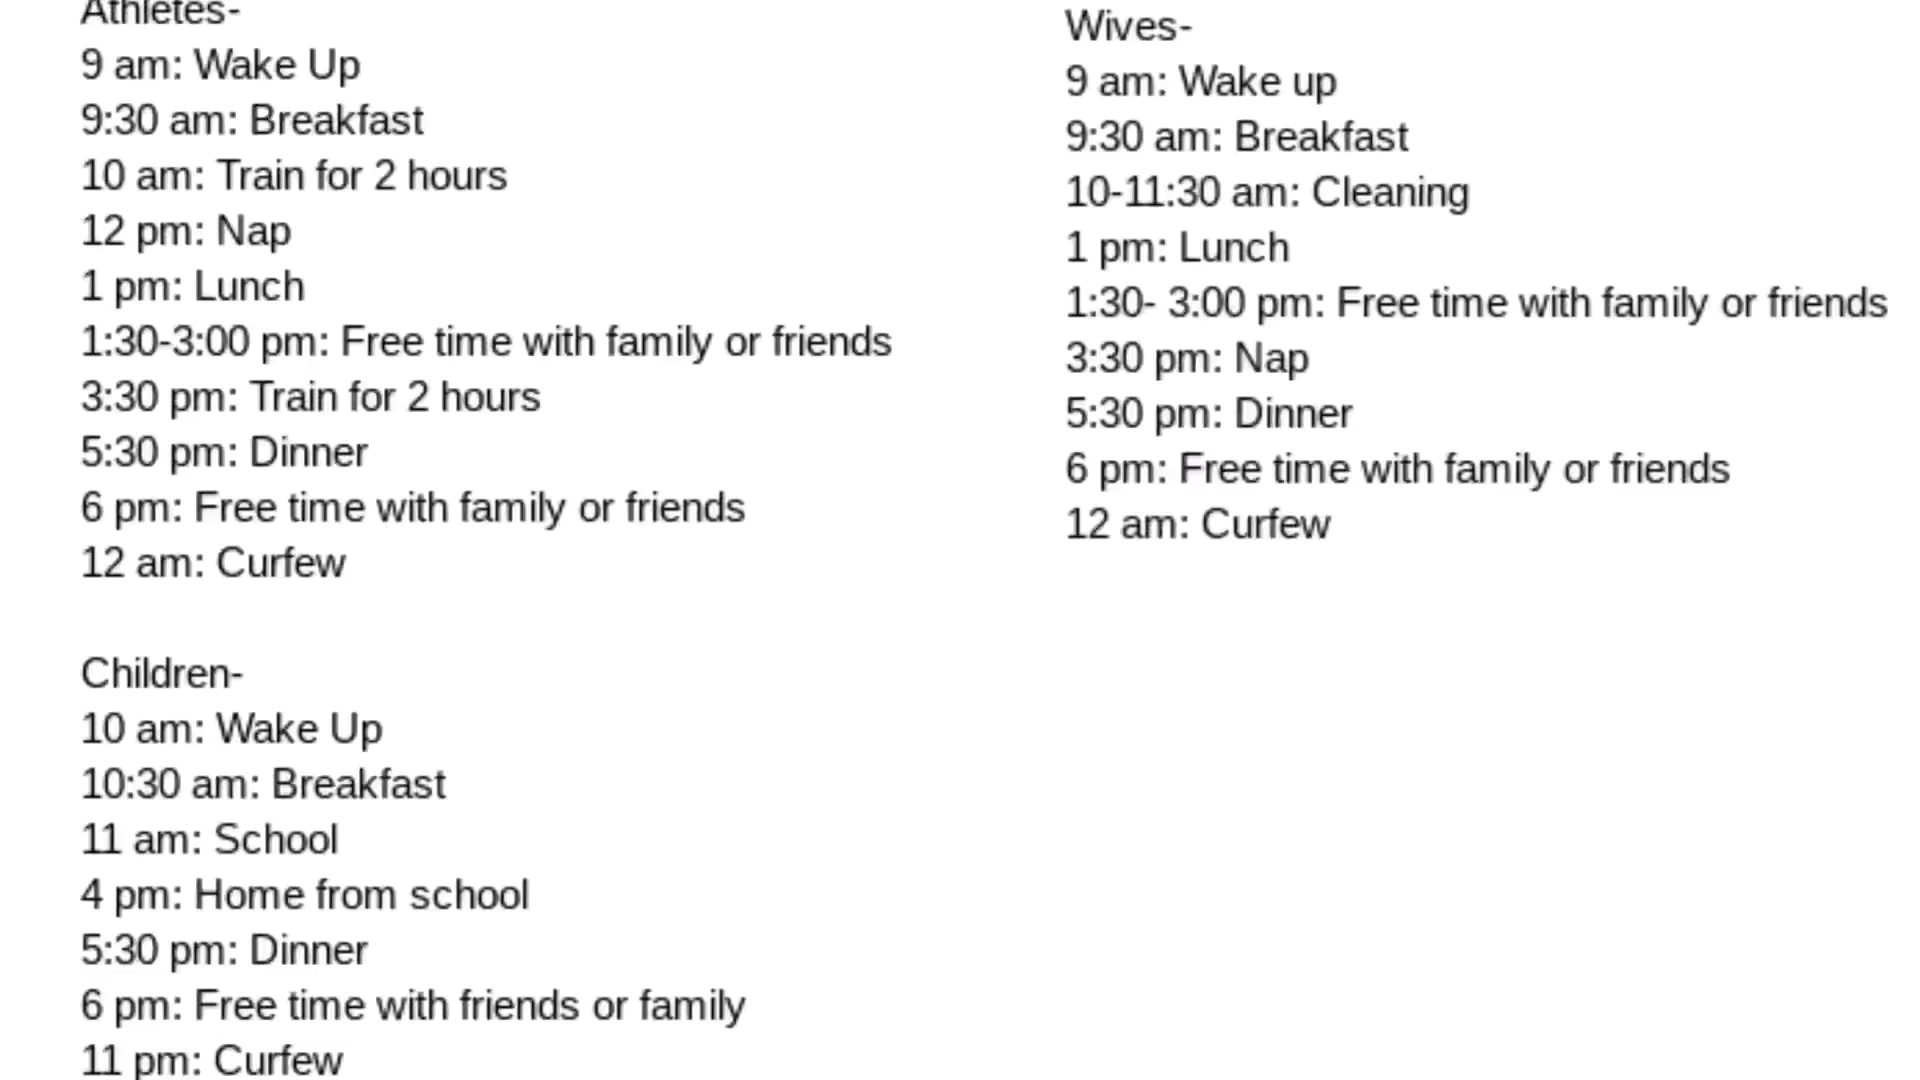 Athletes-
9 am: Wake Up
9:30 am: Breakfast
10 am: Train for 2 hours
12 pm: Nap
1 pm: Lunch
1:30-3:00 pm: Free time with family or friends
3:30 pm: Train for 2 hours
5:30 pm: Dinner
6 pm: Free time with family or friends
12 am: Curfew
Children-
10 am: Wake Up
10:30 am: Breakfast
11 am: School
4 pm: Home from school
5:30 pm: Dinner
6 pm: Free time with friends or family
11 pm: Curfew
Wives-
9 am: Wake up
9:30 am: Breakfast
10-11:30 am: Cleaning
1 pm: Lunch
1:30- 3:00 pm: Free time with family or friends
3:30 pm: Nap
5:30 pm: Dinner
6 pm: Free time with family or friends
12 am: Curfew